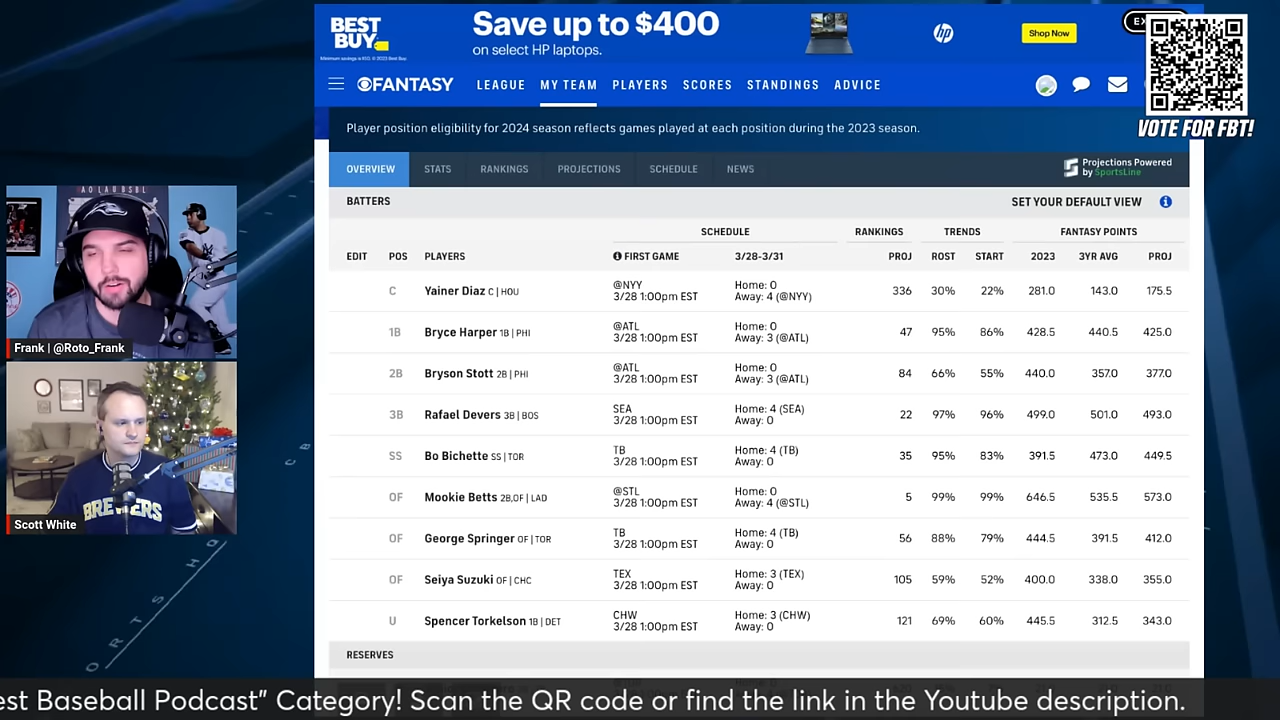 BEST BUY
Minimum savings is $50. © 2023 Best Buy.
Save up to $400
on select HP laptops.
hp
Shop Now
EX
FANTASY
LEAGUE MY TEAM PLAYERS SCORES STANDINGS ADVICE
VOTE FOR FBT!
Player position eligibility for 2024 season reflects games played at each position during the 2023 season.
OVERVIEW STATS RANKINGS PROJECTIONS SCHEDULE NEWS
Projections Powered
by SportsLine
BATTERS SET YOUR DEFAULT VIEW
SCHEDULE RANKINGS TRENDS FANTASY POINTS
EDIT POS PLAYERS FIRST GAME 3/28-3/31 PROJ ROST START 2023 3YR AVG PROJ
C Yainer Diaz C | HOU @NYY 3/28 1:00pm EST Home: 0 Away: 4 (@NYY) 336 30% 22% 281.0 143.0 175.5
1B Bryce Harper 1B | PHI @ATL 3/28 1:00pm EST Home: 0 Away: 3 (@ATL) 47 95% 86% 428.5 440.5 425.0
2B Bryson Stott 2B | PHI @ATL 3/28 1:00pm EST Home: 0 Away: 3 (@ATL) 84 66% 55% 440.0 357.0 377.0
3B Rafael Devers 3B | BOS SEA 3/28 1:00pm EST Home: 4 (SEA) Away: 0 22 97% 96% 499.0 501.0 493.0
SS Bo Bichette SS | TOR TB 3/28 1:00pm EST Home: 4 (TB) Away: 0 35 95% 83% 391.5 473.0 449.5
OF Mookie Betts 2B,OF | LAD @STL 3/28 1:00pm EST Home: 0 Away: 4 (@STL) 5 99% 99% 646.5 535.5 573.0
OF George Springer OF | TOR TB 3/28 1:00pm EST Home: 4 (TB) Away: 0 56 88% 79% 444.5 391.5 412.0
OF Seiya Suzuki OF | CHC TEX 3/28 1:00pm EST Home: 3 (TEX) Away: 0 105 59% 52% 400.0 338.0 355.0
U Spencer Torkelson 1B | DET CHW 3/28 1:00pm EST Home: 3 (CHW) Away: 0 121 69% 60% 445.5 312.5 343.0
RESERVES
Frank | @Roto_Frank
BREWERS
Scott White
est Baseball Podcast" Category! Scan the QR code or find the link in the Youtube description.